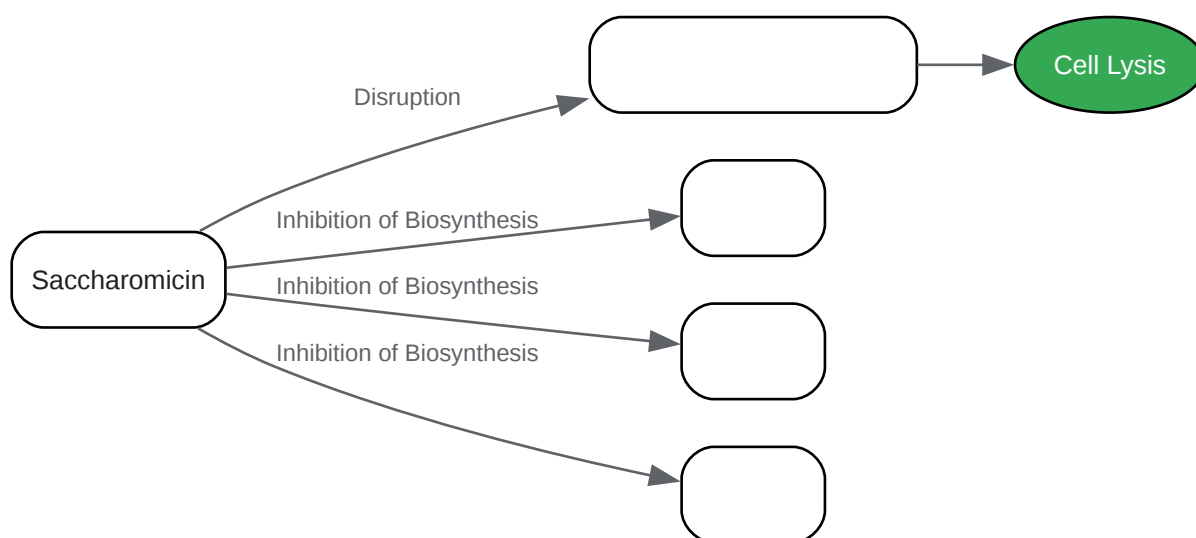 Disruption
Cell Lysis
Inhibition of Biosynthesis
Saccharomicin
Inhibition of Biosynthesis
Inhibition of Biosynthesis